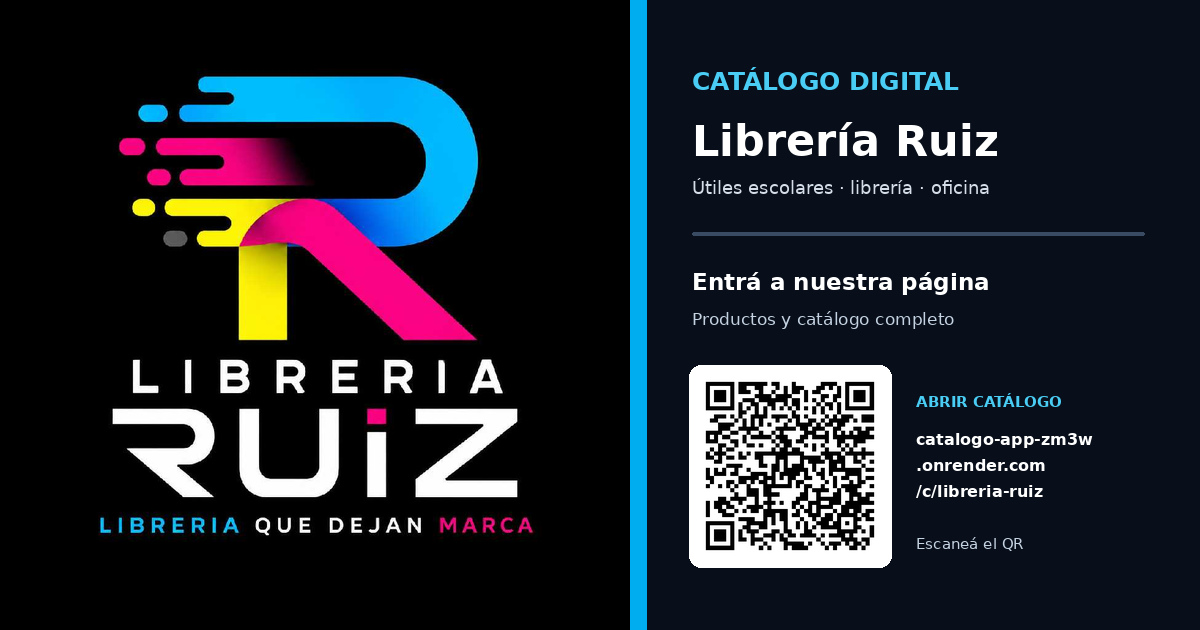 LIBRERIA
RUiZ
LIBRERIA QUE DEJAN MARCA
CATÁLOGO DIGITAL
Librería Ruiz
Útiles escolares · librería · oficina
Entrá a nuestra página
Productos y catálogo completo
ABRIR CATÁLOGO
catalogo-app-zm3w
.onrender.com
/c/libreria-ruiz
Escaneá el QR